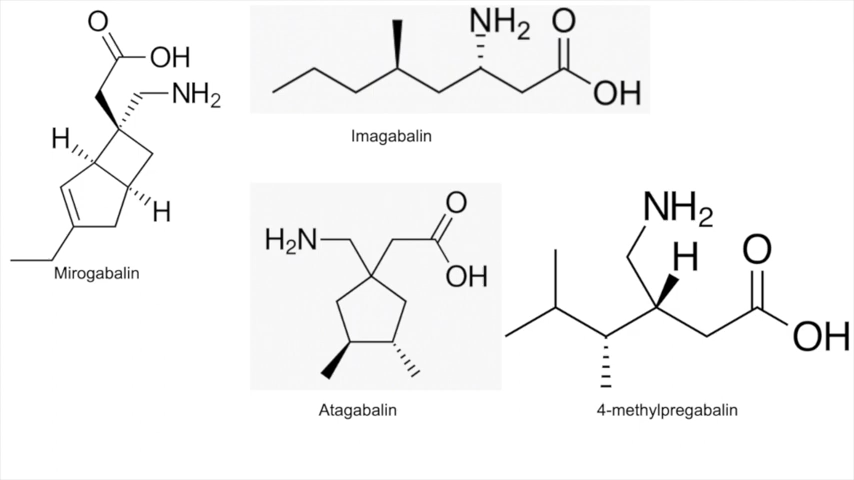 O
OH
NH2
H
H
Mirogabalin
NH2
O
OH
Imagabalin
H2N
O
OH
Atagabalin
NH2
H
O
OH
4-methylpregabalin